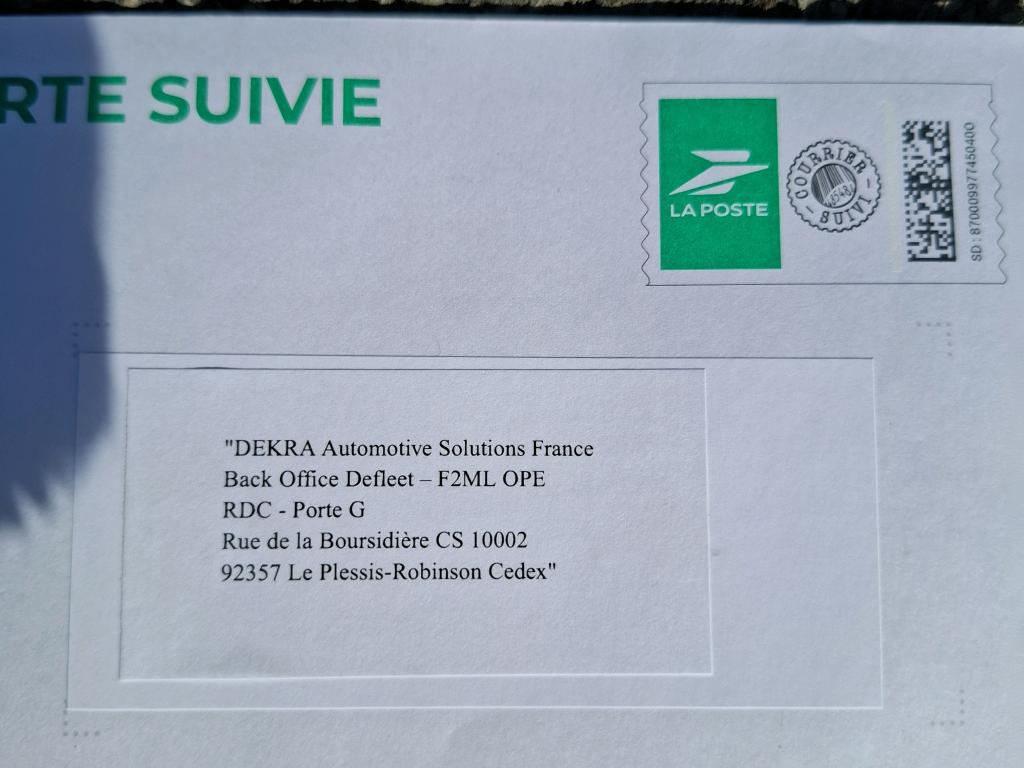 RTE SUIVIE
LA POSTE
COURRIER
SUIVI
SD : 87000997745040O
"DEKRA Automotive Solutions France
Back Office Defleet – F2ML OPE
RDC - Porte G
Rue de la Boursidière CS 10002
92357 Le Plessis-Robinson Cedex"